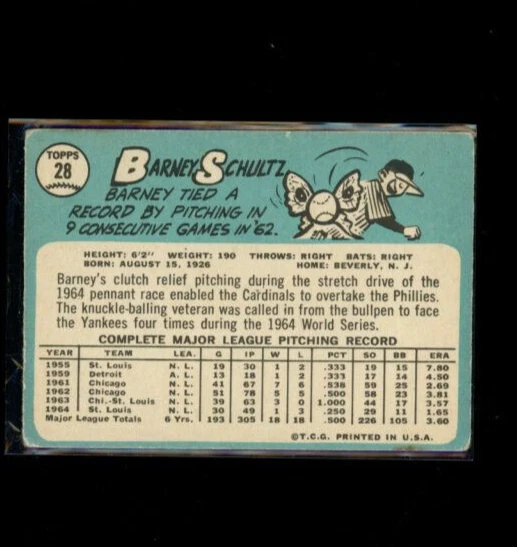 TOPPS
28
BARNEY SCHULTZ
BARNEY TIED A
RECORD BY PITCHING IN
9 CONSECUTIVE GAMES IN '62.
HEIGHT: 6'2" WEIGHT: 190 THROWS: RIGHT BATS: RIGHT
BORN: AUGUST 15, 1926 HOME: BEVERLY, N. J.
Barney's clutch relief pitching during the stretch drive of the
1964 pennant race enabled the Cardinals to overtake the Phillies.
The knuckle-balling veteran was called in from the bullpen to face
the Yankees four times during the 1964 World Series.
COMPLETE MAJOR LEAGUE PITCHING RECORD
YEAR TEAM LEA. G IP W L PCT SO BB ERA
1955 St. Louis N. L. 19 30 1 2 .333 19 15 7.80
1959 Detroit A. L. 13 18 1 2 .333 17 14 4.50
1961 Chicago N. L. 41 67 7 6 .538 59 25 2.69
1962 Chicago N. L. 51 78 5 5 .500 58 23 3.81
1963 Chi.-St. Louis N. L. 39 63 3 0 1.000 44 17 3.57
1964 St. Louis N. L. 30 49 1 3 .250 29 11 1.65
Major League Totals 6 Yrs. 193 305 18 18 .500 226 105 3.60
©T.C.G. PRINTED IN U.S.A.